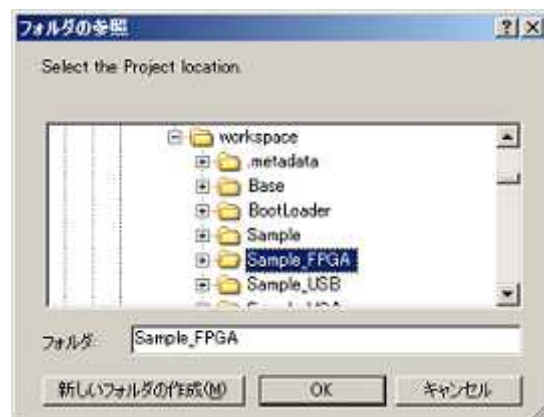 フォルダの参照
Select the Project location.
workspace
.metadata
Base
BootLoader
Sample
Sample_FPGA
Sample_USB
フォルダ:
Sample_FPGA
新しいフォルダの作成(M)
OK
キャンセル